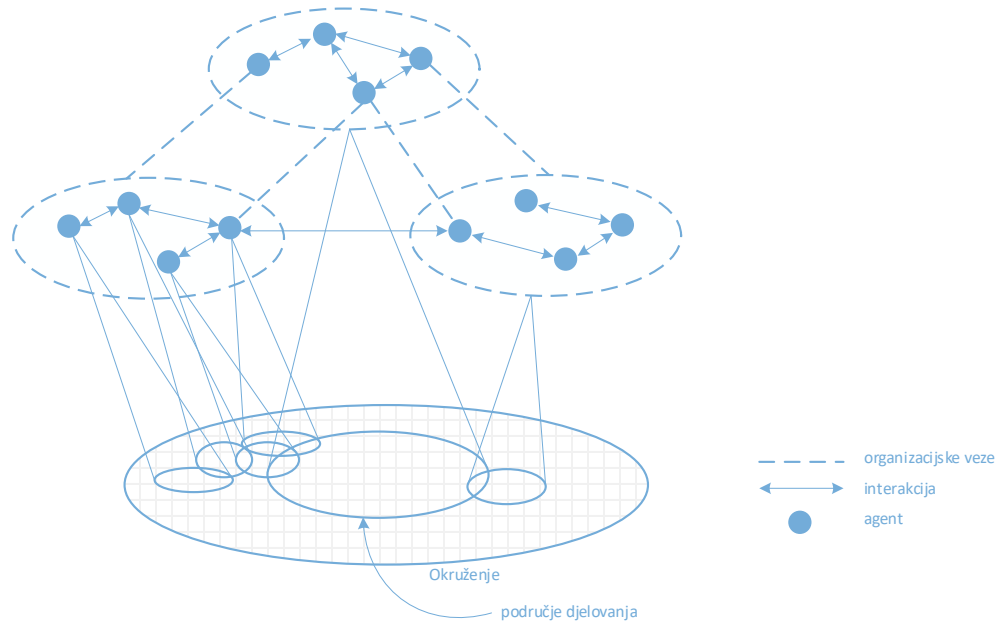 organizacijske veze
interakcija
agent
Okruženje
područje djelovanja